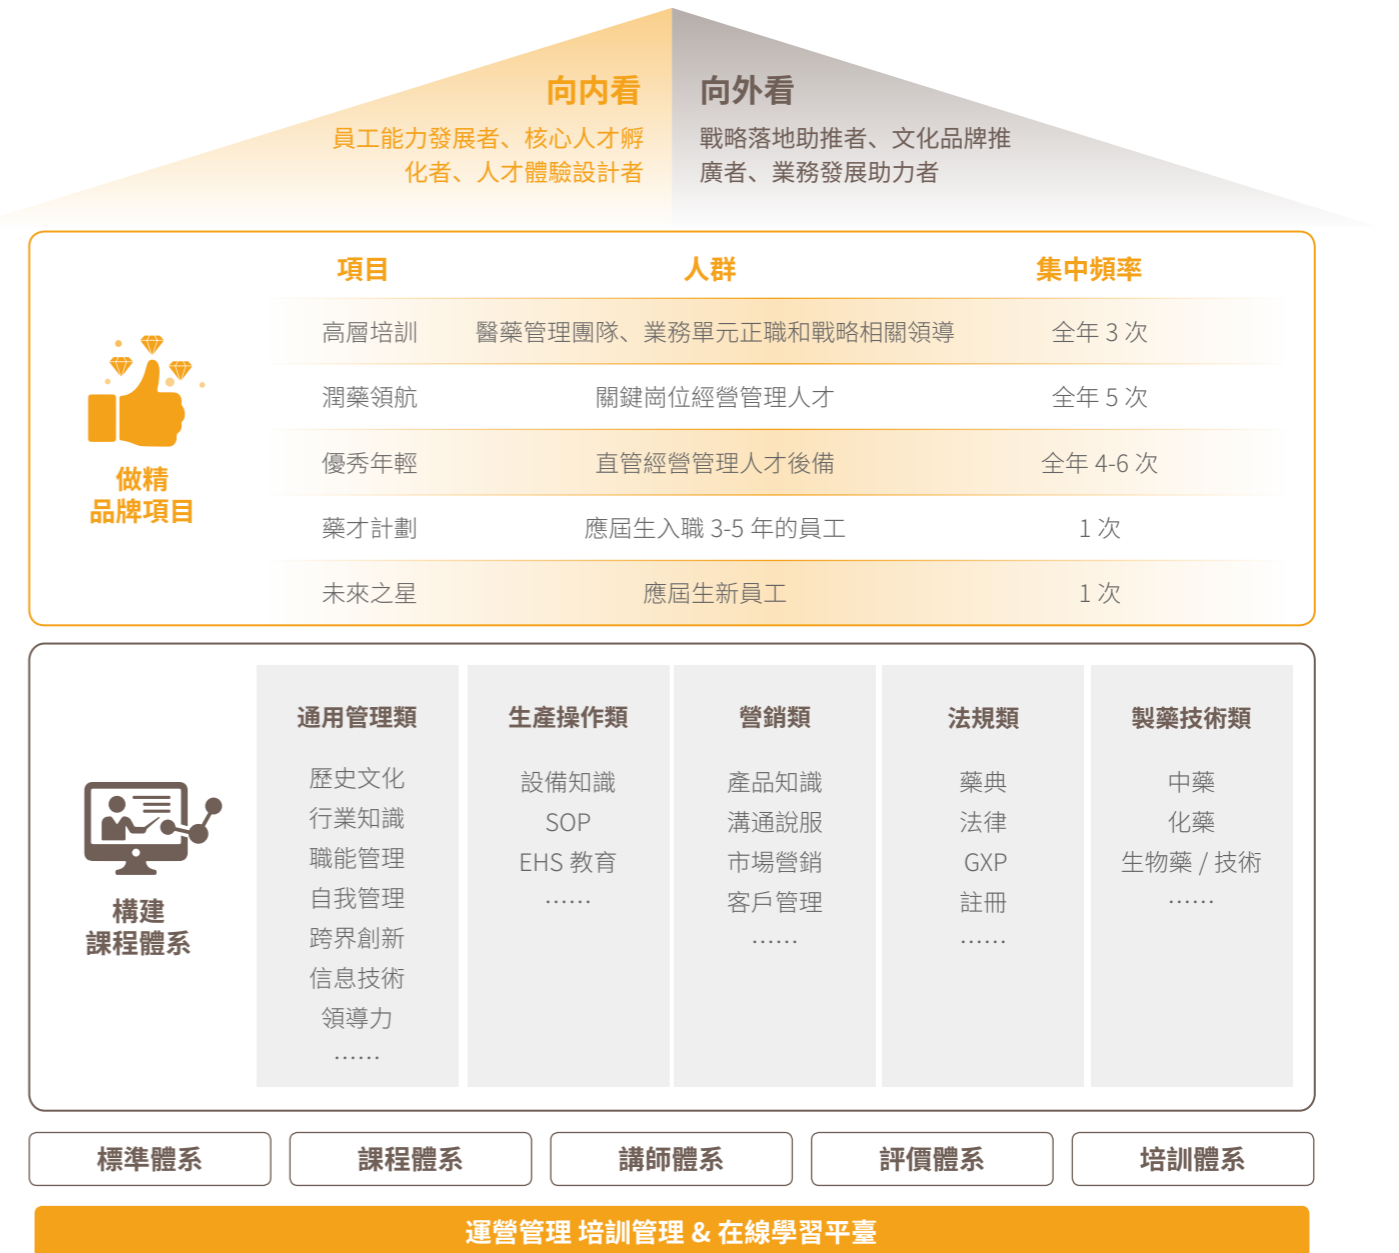 向内看
員工能力發展者、核心人才孵
化者、人才體驗設計者
向外看
戰略落地助推者、文化品牌推
廣者、業務發展助力者
項目 人群 集中頻率
高層培訓 醫藥管理團隊、業務單元正職和戰略相關領導 全年 3 次
潤藥領航 關鍵崗位經營管理人才 全年 5 次
優秀年輕 直管經營管理人才後備 全年 4-6 次
藥才計劃 應屆生入職 3-5 年的員工 1 次
未來之星 應屆生新員工 1 次
做精
品牌項目
構建
課程體系
通用管理類
歷史文化
行業知識
職能管理
自我管理
跨界創新
信息技術
領導力
……
生產操作類
設備知識
SOP
EHS 教育
……
營銷類
產品知識
溝通說服
市場營銷
客戶管理
……
法規類
藥典
法律
GXP
註冊
……
製藥技術類
中藥
化藥
生物藥 / 技術
……
標準體系 課程體系 講師體系 評價體系 培訓體系
運營管理 培訓管理 & 在線學習平臺